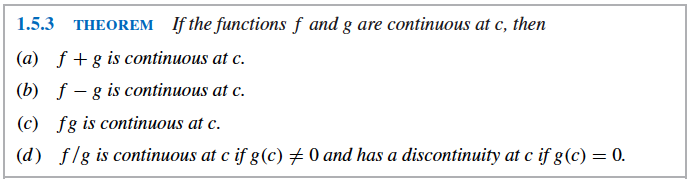 1.5.3 THEOREM If the functions f and g are continuous at c, then
(a) f + g is continuous at c.
(b) f − g is continuous at c.
(c) fg is continuous at c.
(d) f/g is continuous at c if g(c) ≠ 0 and has a discontinuity at c if g(c) = 0.